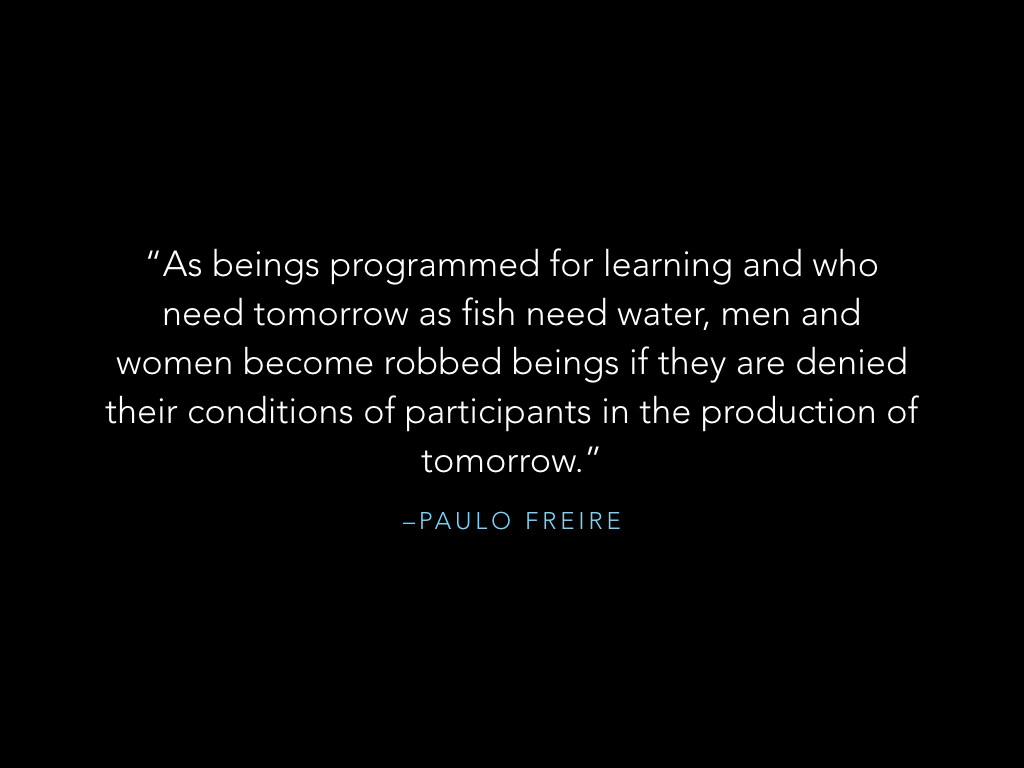 “As beings programmed for learning and who
need tomorrow as fish need water, men and
women become robbed beings if they are denied
their conditions of participants in the production of
tomorrow.”
–PAULO FREIRE